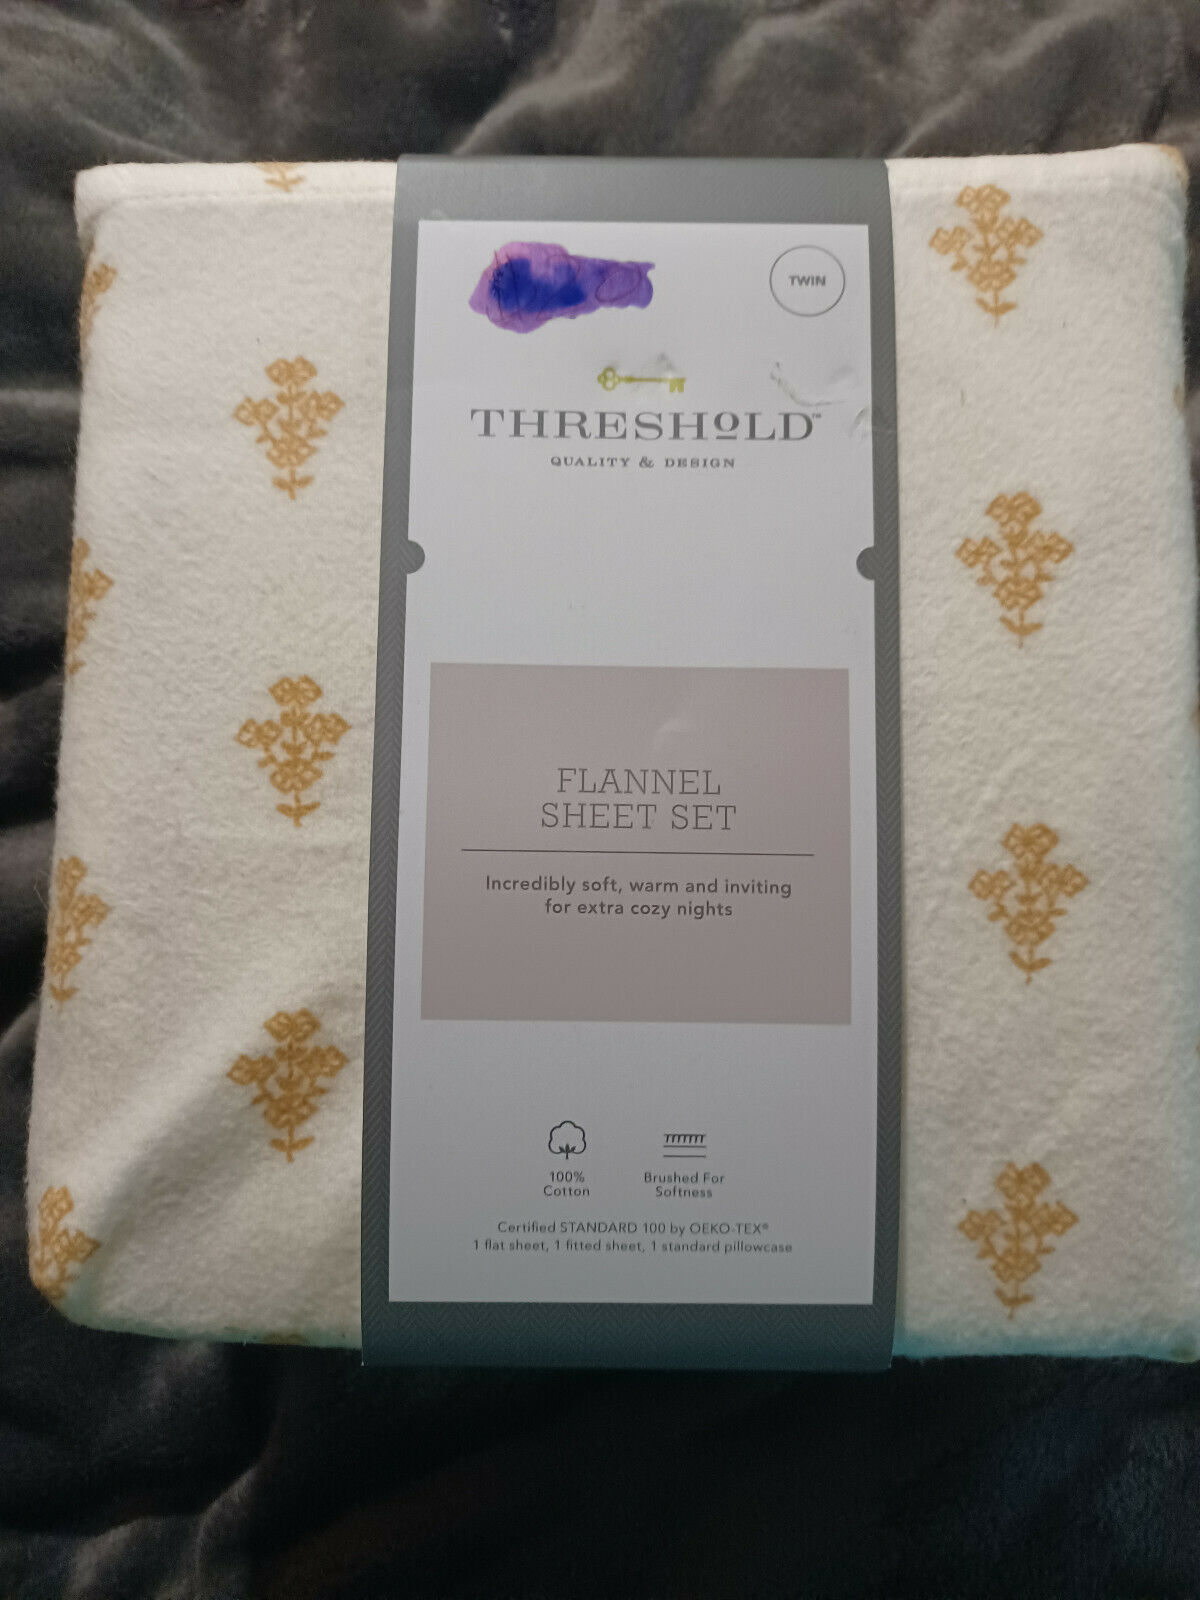 TWIN
THRESHOLD™
QUALITY & DESIGN
FLANNEL
SHEET SET
Incredibly soft, warm and inviting
for extra cozy nights
100%
Cotton
Brushed For
Softness
Certified STANDARD 100 by OEKO-TEX®
1 flat sheet, 1 fitted sheet, 1 standard pillowcase